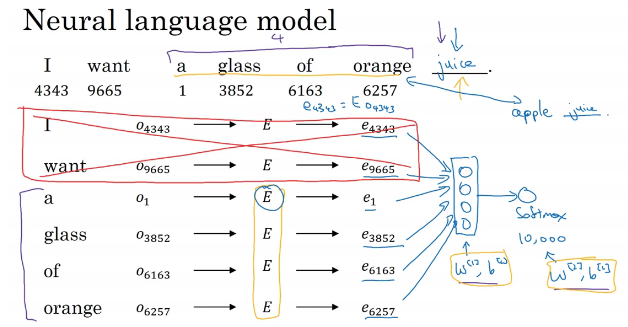 Neural language model
4
I want a glass of orange juice.
4343 9665 1 3852 6163 6257
e4343 = E O4343
apple juice.
I o4343 → E → e4343
want o9665 → E → e9665
a o1 → E → e1
glass o3852 → E → e3852
of o6163 → E → e6163
orange o6257 → E → e6257
Softmax
10,000
W[1], b[1]
W[2], b[2]